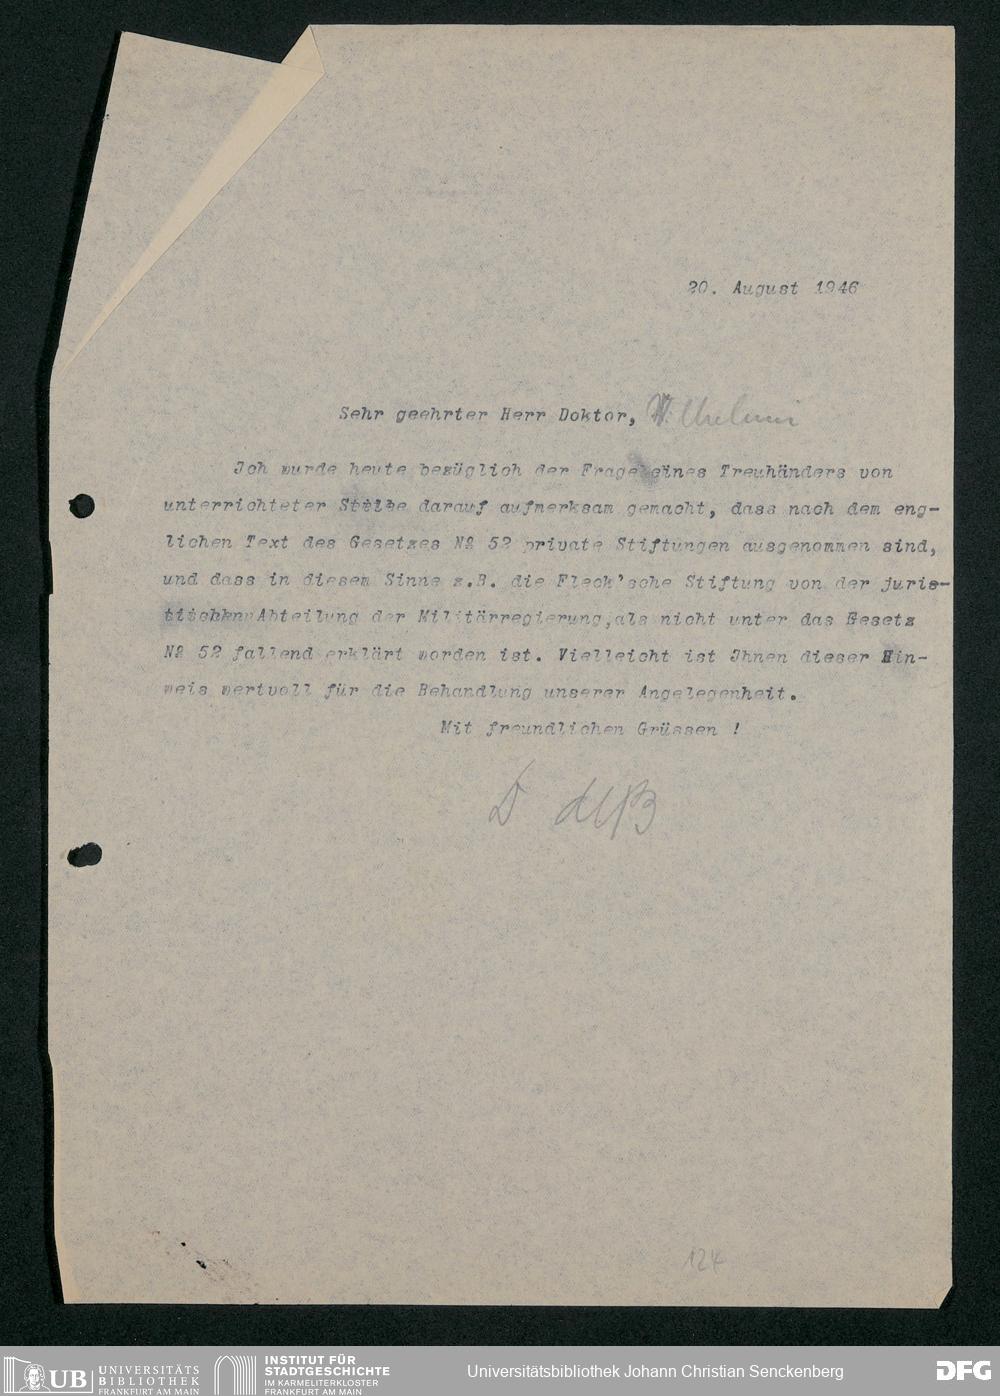 20. August 1946
Sehr geehrter Herr Doktor, Wilhelmi
Ich wurde heute bezüglich der Frage eines Treuhänders von
unterrichteter Stelle darauf aufmerksam gemacht, dass nach dem eng-
lichen Text des Gesetzes No 52 private Stiftungen ausgenommen sind,
und dass in diesem Sinne z.B. die Fleck'sche Stiftung von der juris-
tischen Abteilung der Militärregierung,als nicht unter das Gesetz
No 52 fallend erklärt worden ist. Vielleicht ist Ihnen dieser Hin-
weis wertvoll für die Behandlung unserer Angelegenheit.
Mit freundlichen Grüssen !
124
UB UNIVERSITÄTS
BIBLIOTHEK
FRANKFURT AM MAIN
INSTITUT FÜR
STADTGESCHICHTE
IM KARMELITERKLOSTER
FRANKFURT AM MAIN
Universitätsbibliothek Johann Christian Senckenberg
DFG